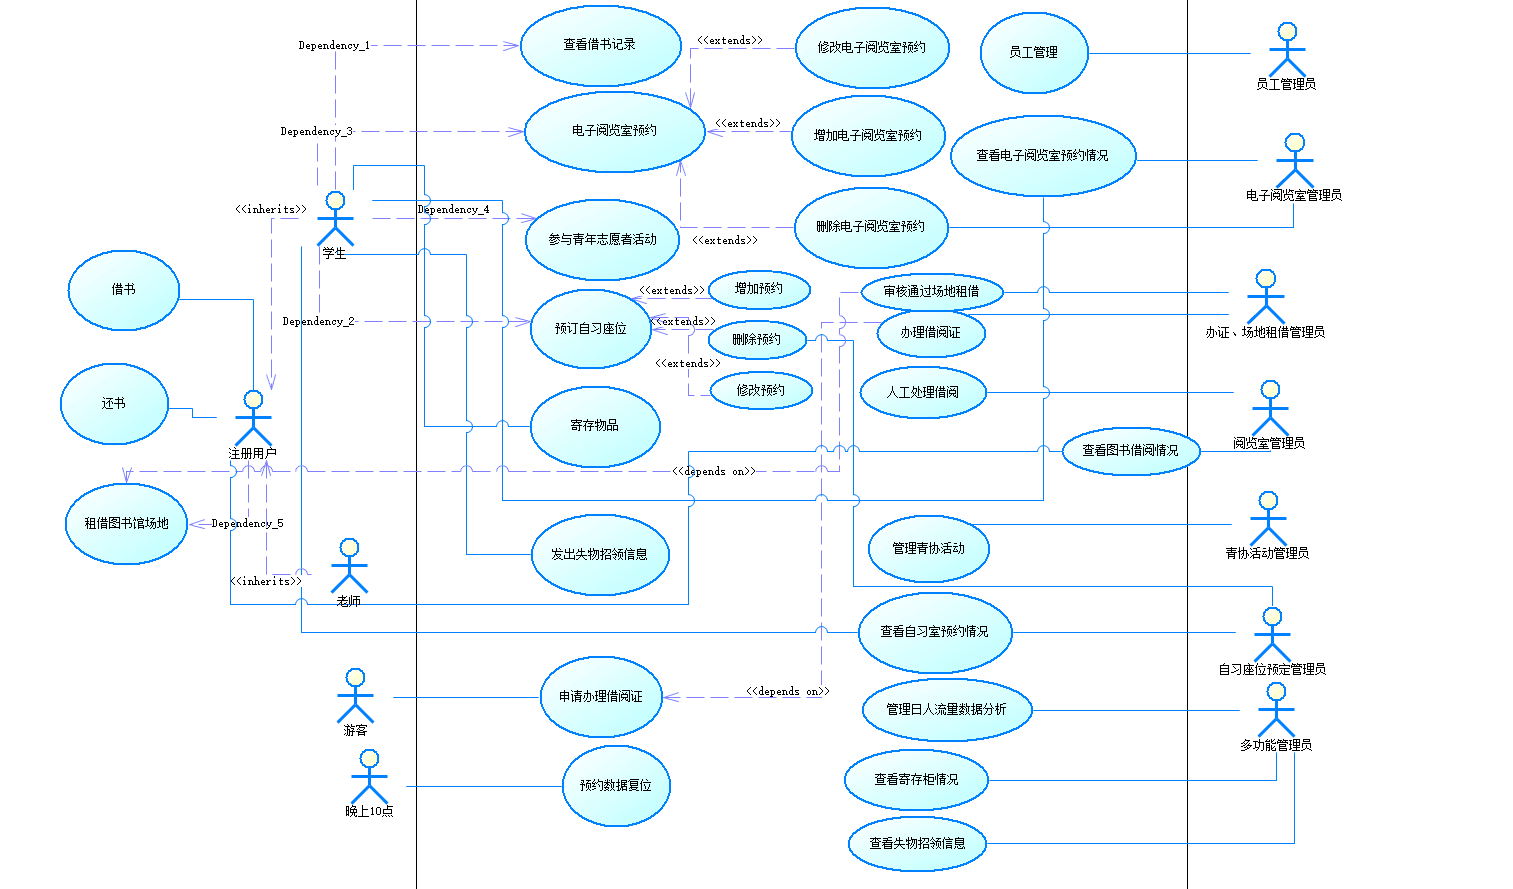 Dependency_1
查看借书记录
<<extends>>
修改电子阅览室预约
员工管理
员工管理员
Dependency_3
电子阅览室预约
<<extends>>
增加电子阅览室预约
查看电子阅览室预约情况
电子阅览室管理员
<<inherits>>
学生
Dependency_4
参与青年志愿者活动
<<extends>>
删除电子阅览室预约
借书
Dependency_2
预订自习座位
<<extends>>
增加预约
<<extends>>
删除预约
<<extends>>
修改预约
审核通过场地租借
办理借阅证
办证、场地租借管理员
还书
注册用户
寄存物品
人工处理借阅
阅览室管理员
查看图书借阅情况
<<depends on>>
租借图书馆场地
Dependency_5
发出失物招领信息
管理青协活动
青协活动管理员
<<inherits>>
老师
查看自习室预约情况
自习座位预定管理员
游客
申请办理借阅证
<<depends on>>
管理日人流量数据分析
多功能管理员
晚上10点
预约数据复位
查看寄存柜情况
查看失物招领信息